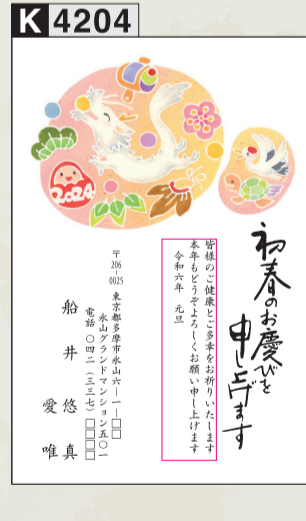 K 4204
2024
初春のお慶びを
申し上げます
皆様のご健康とご多幸をお祈りいたします
本年もどうぞよろしくお願い申し上げます
令和六年 元旦
〒206-0025 東京都多摩市永山六―一―□□
永山グランドマンション五〇一
電話 〇四二(三三七)□□□□
船井 悠真
愛
唯